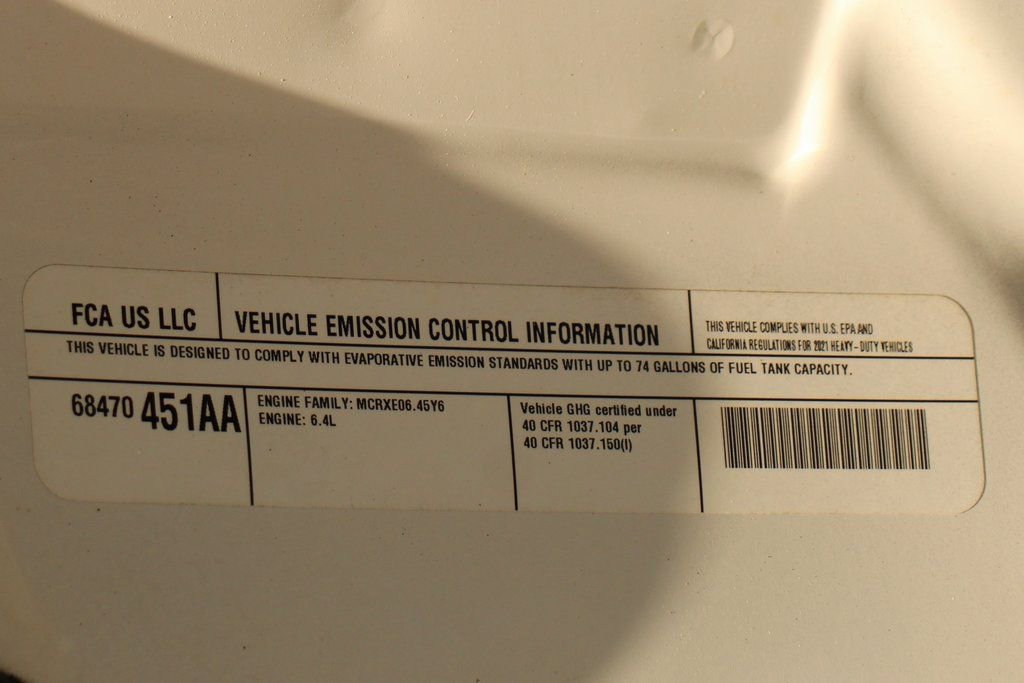 FCA US LLC
VEHICLE EMISSION CONTROL INFORMATION
THIS VEHICLE COMPLIES WITH U.S. EPA AND
CALIFORNIA REGULATIONS FOR 2021 HEAVY-DUTY VEHICLES
THIS VEHICLE IS DESIGNED TO COMPLY WITH EVAPORATIVE EMISSION STANDARDS WITH UP TO 74 GALLONS OF FUEL TANK CAPACITY.
68470 451AA
ENGINE FAMILY: MCRXE06.45Y6
ENGINE: 6.4L
Vehicle GHG certified under
40 CFR 1037.104 per
40 CFR 1037.150(l)